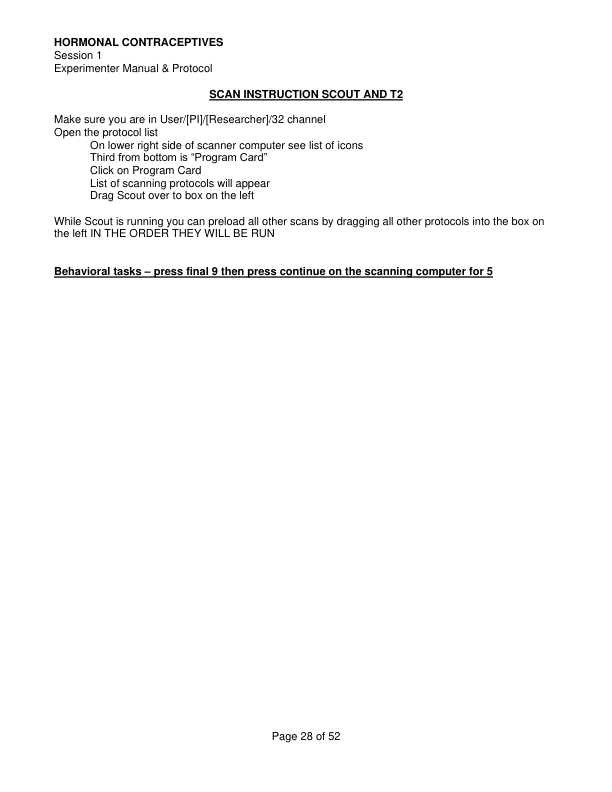 HORMONAL CONTRACEPTIVES
Session 1
Experimenter Manual & Protocol
SCAN INSTRUCTION SCOUT AND T2
Make sure you are in User/[PI]/[Researcher]/32 channel
Open the protocol list
On lower right side of scanner computer see list of icons
Third from bottom is “Program Card”
Click on Program Card
List of scanning protocols will appear
Drag Scout over to box on the left
While Scout is running you can preload all other scans by dragging all other protocols into the box on
the left IN THE ORDER THEY WILL BE RUN
Behavioral tasks – press final 9 then press continue on the scanning computer for 5
Page 28 of 52